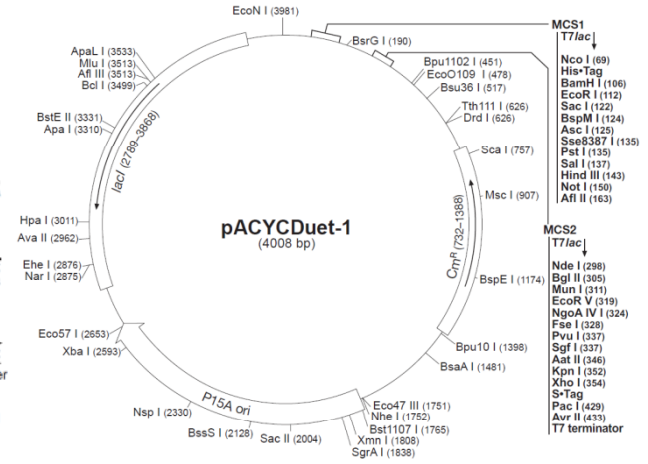 EcoN I (3981)
ApaL I (3533)
Mlu I (3513)
Afl III (3513)
Bcl I (3499)
BstE II (3331)
Apa I (3310)
Hpa I (3011)
Ava II (2962)
Ehe I (2876)
Nar I (2875)
Eco57 I (2653)
Xba I (2593)
Nsp I (2330)
BssS I (2128)
Sac II (2004)
SgrA I (1838)
Xmn I (1808)
Bst1107 I (1765)
Nhe I (1752)
Eco47 III (1751)
BsaA I (1481)
Bpu10 I (1398)
BspE I (1174)
Msc I (907)
Sca I (757)
Drd I (626)
Tth111 I (626)
Bsu36 I (517)
EcoO109 I (478)
Bpu1102 I (451)
BsrG I (190)
lacI (2789–3868)
CmR (732–1388)
P15A ori
pACYCDuet-1
(4008 bp)
MCS1
T7lac
Nco I (69)
His•Tag
BamH I (106)
EcoR I (112)
Sac I (122)
BspM I (124)
Asc I (125)
Sse8387 I (135)
Pst I (135)
Sal I (137)
Hind III (143)
Not I (150)
Afl II (163)
MCS2
T7lac
Nde I (298)
Bgl II (305)
Mun I (311)
EcoR V (319)
NgoA IV I (324)
Fse I (328)
Pvu I (337)
Sgf I (337)
Aat II (346)
Kpn I (352)
Xho I (354)
S•Tag
Pac I (429)
Avr II (433)
T7 terminator